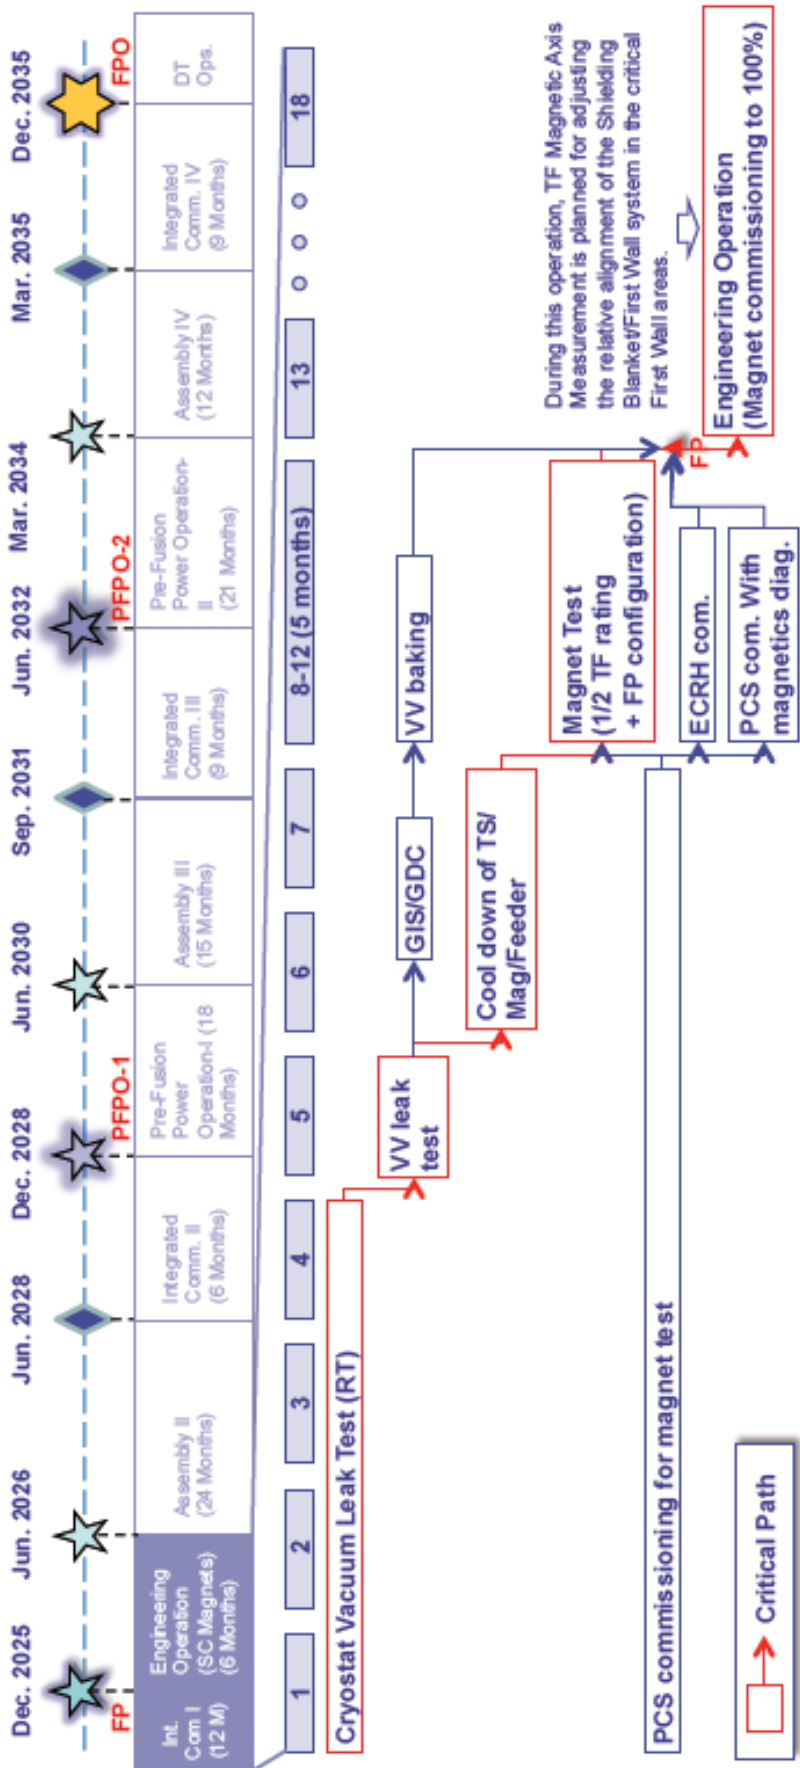 Dec. 2025
Jun. 2026
Jun. 2028
Dec. 2028
Jun. 2030
Sep. 2031
Jun. 2032
Mar. 2034
Mar. 2035
Dec. 2035
FP
PFPO-1
PFPO-2
FPO
Int.
Com I
(12 M)
Engineering
Operation
(SC Magnets)
(6 Months)
Assembly II
(24 Months)
Integrated
Comm. II
(6 Months)
Pre-Fusion
Power
Operation-I (18
Months)
Assembly III
(15 Months)
Integrated
Comm. III
(9 Months)
Pre-Fusion
Power Operation-
II
(21 Months)
Assembly IV
(12 Months)
Integrated
Comm. IV
(9 Months)
DT
Ops.
1
2
3
4
5
6
7
8-12 (5 months)
13
18
Cryostat Vacuum Leak Test (RT)
VV leak
test
GIS/GDC
VV baking
Cool down of TS/
Mag/Feeder
Magnet Test
(1/2 TF rating
+ FP configuration)
During this operation, TF Magnetic Axis
Measurement is planned for adjusting
the relative alignment of the Shielding
Blanket/First Wall system in the critical
First Wall areas.
PCS commissioning for magnet test
ECRH com.
PCS com. With
magnetics diag.
FP
Engineering Operation
(Magnet commissioning to 100%)
Critical Path